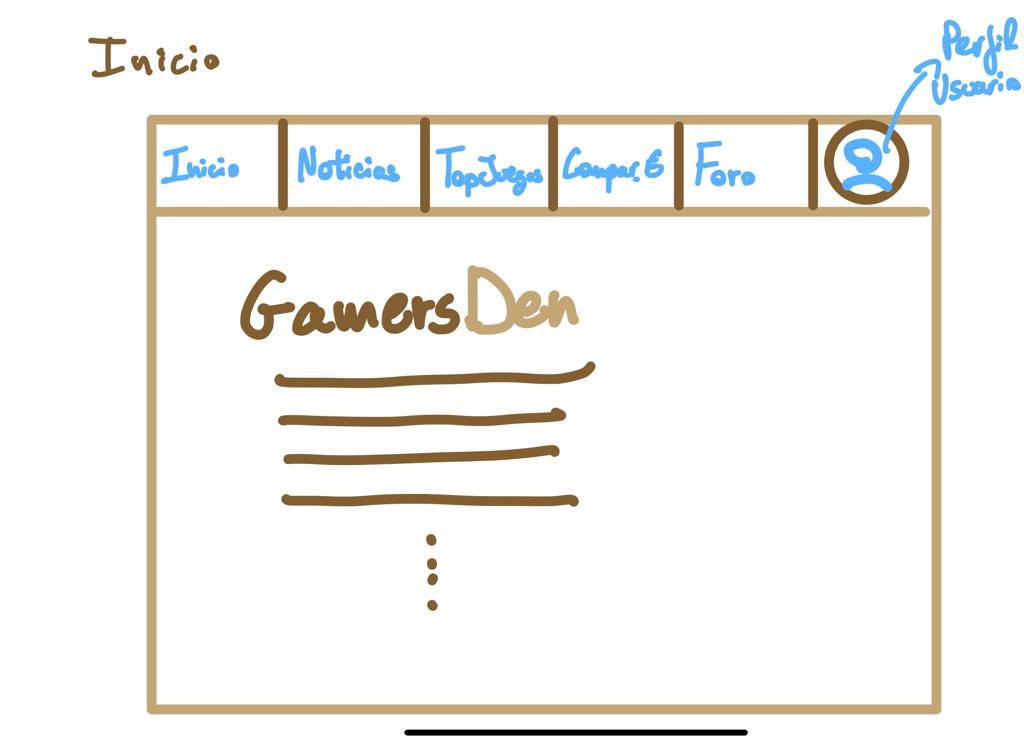 Inicio
Perfil
Usuario
Inicio
Noticias
TopJuegos
Compar.€
Foro
GamersDen